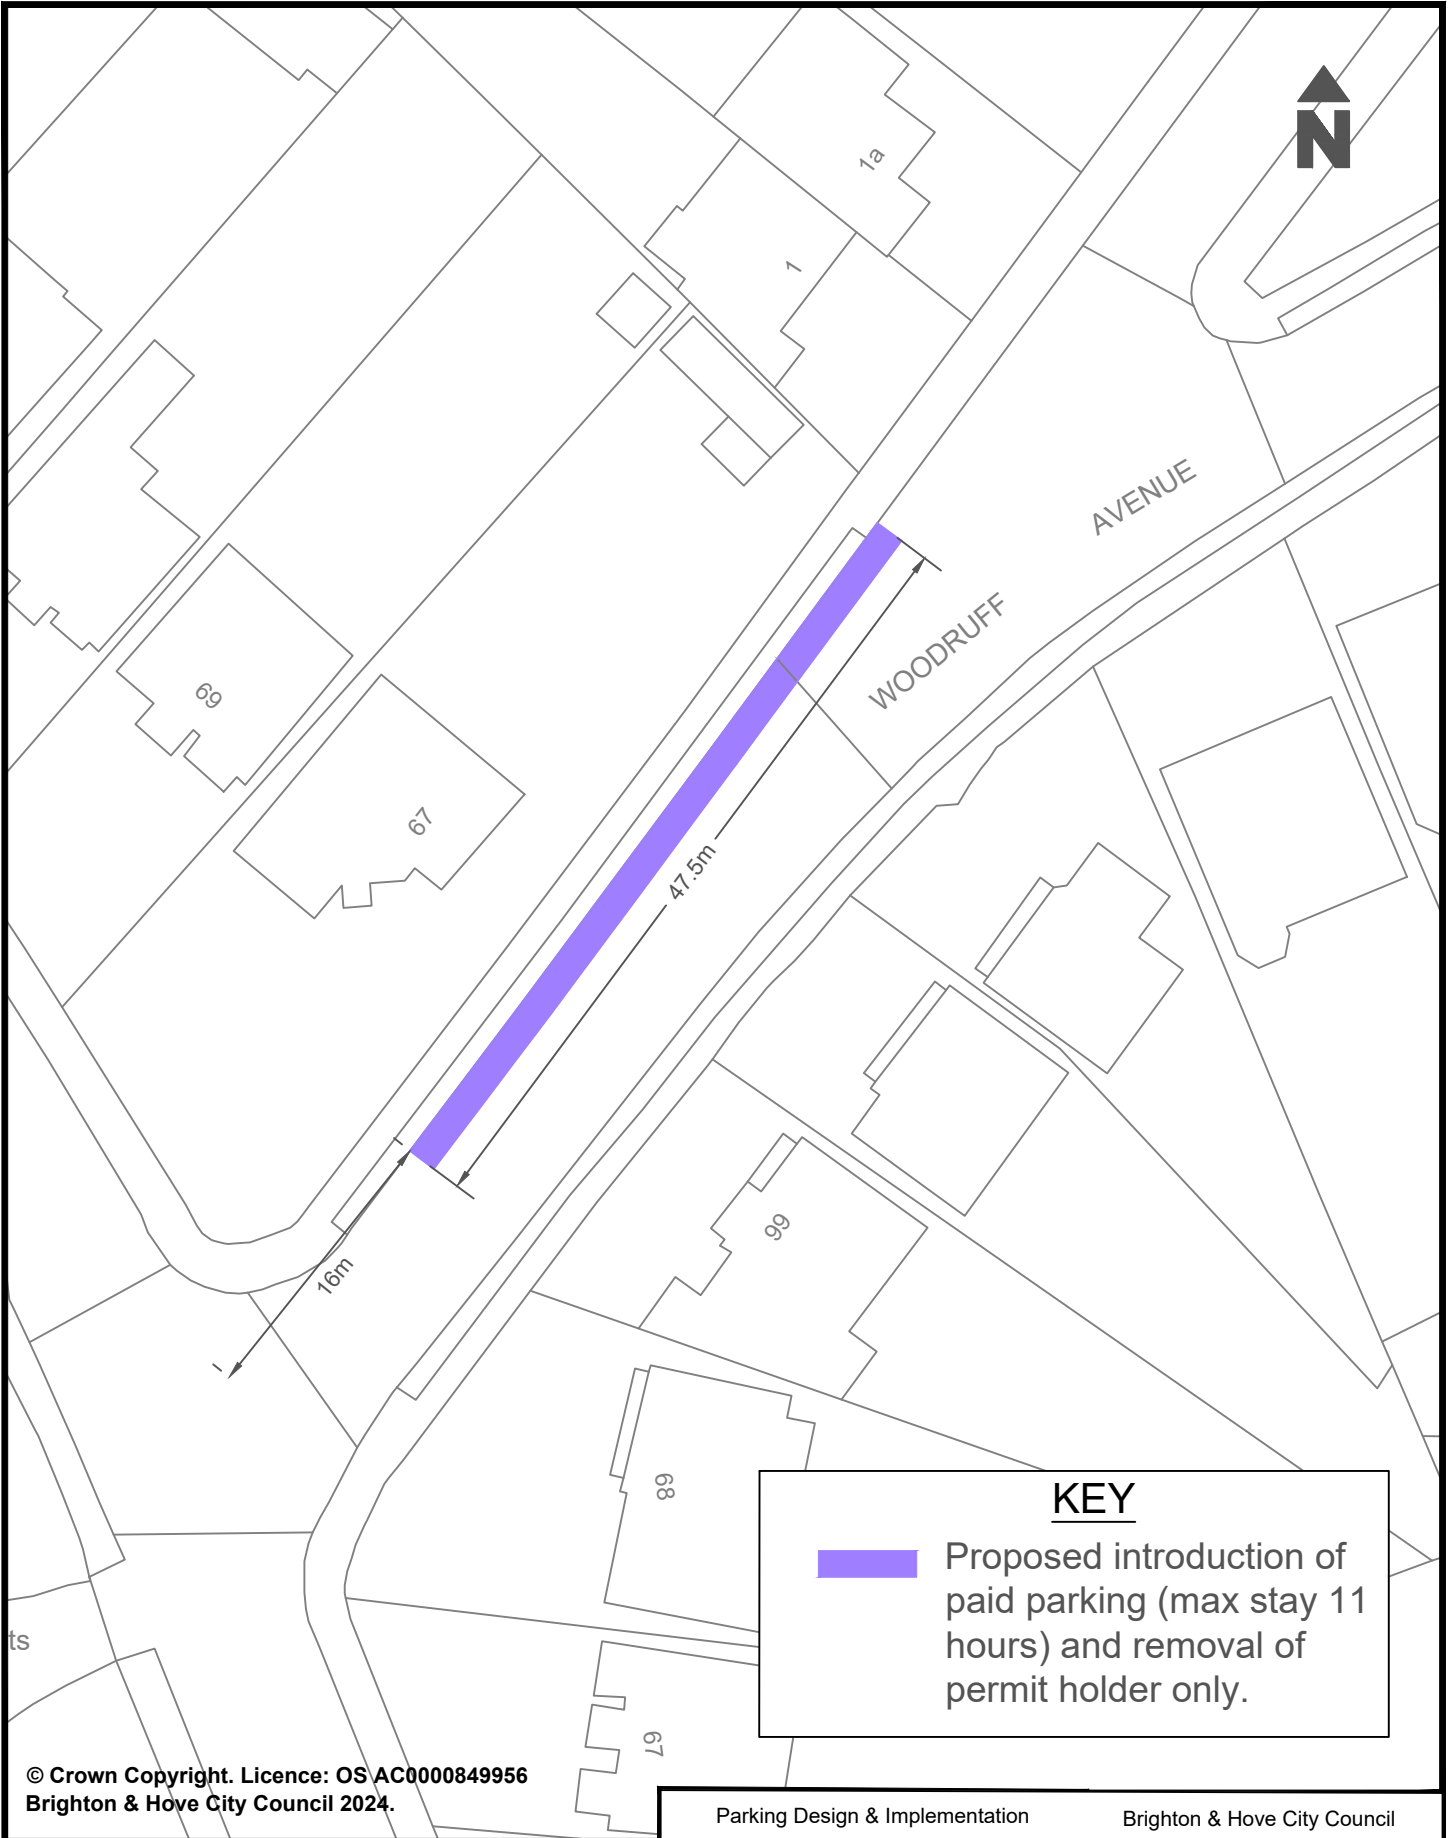 N
1a
1
AVENUE
WOODRUFF
69
67
47.5m
16m
99
68
67
ts
KEY
Proposed introduction of
paid parking (max stay 11
hours) and removal of
permit holder only.
© Crown Copyright. Licence: OS AC0000849956
Brighton & Hove City Council 2024.
Parking Design & Implementation
Brighton & Hove City Council